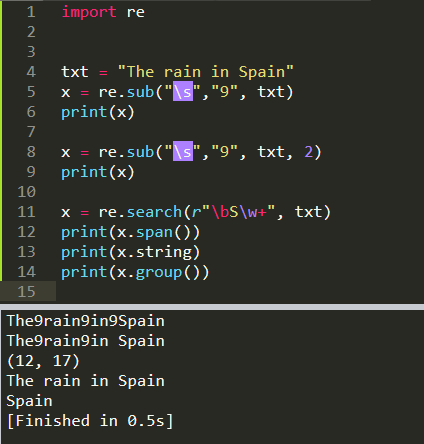 1 import re
2
3
4 txt = "The rain in Spain"
5 x = re.sub("\s","9", txt)
6 print(x)
7
8 x = re.sub("\s","9", txt, 2)
9 print(x)
10
11 x = re.search(r"\bS\w+", txt)
12 print(x.span())
13 print(x.string)
14 print(x.group())
15
The9rain9in9Spain
The9rain9in Spain
(12, 17)
The rain in Spain
Spain
[Finished in 0.5s]